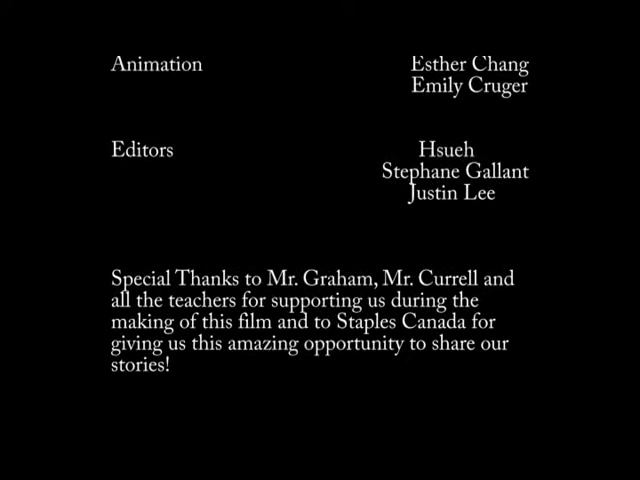 Animation Esther Chang
Emily Cruger
Editors Hsueh
Stephane Gallant
Justin Lee
Special Thanks to Mr. Graham, Mr. Currell and
all the teachers for supporting us during the
making of this film and to Staples Canada for
giving us this amazing opportunity to share our
stories!